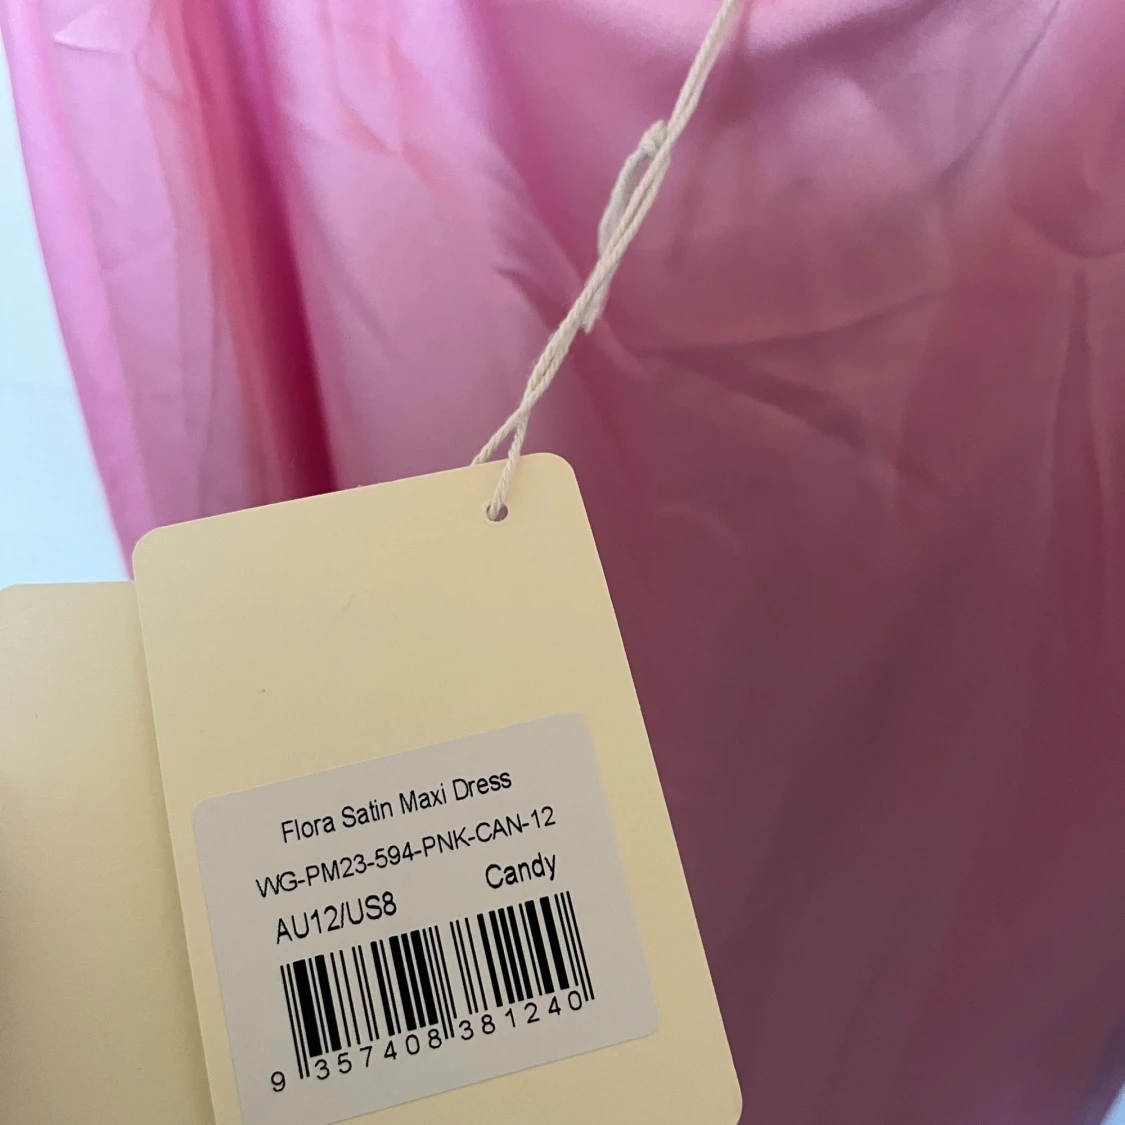 Flora Satin Maxi Dress
WG-PM23-594-PNK-CAN-12
AU12/US8 Candy
9 357408 381240